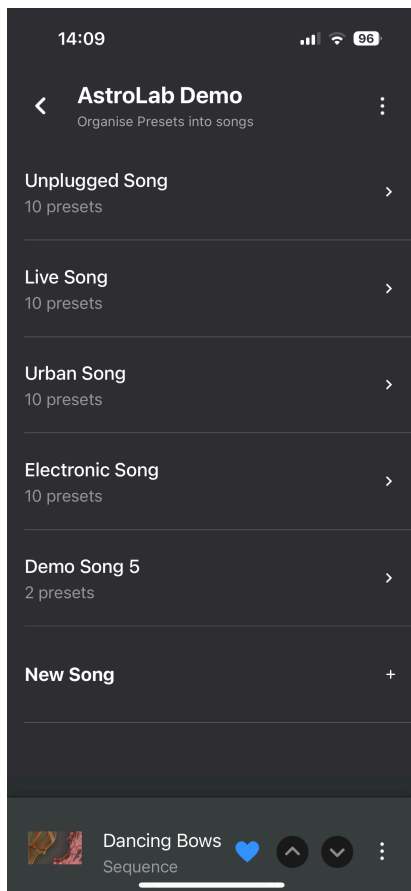 14:09
96
AstroLab Demo
Organise Presets into songs
Unplugged Song
10 presets
Live Song
10 presets
Urban Song
10 presets
Electronic Song
10 presets
Demo Song 5
2 presets
New Song
Dancing Bows
Sequence